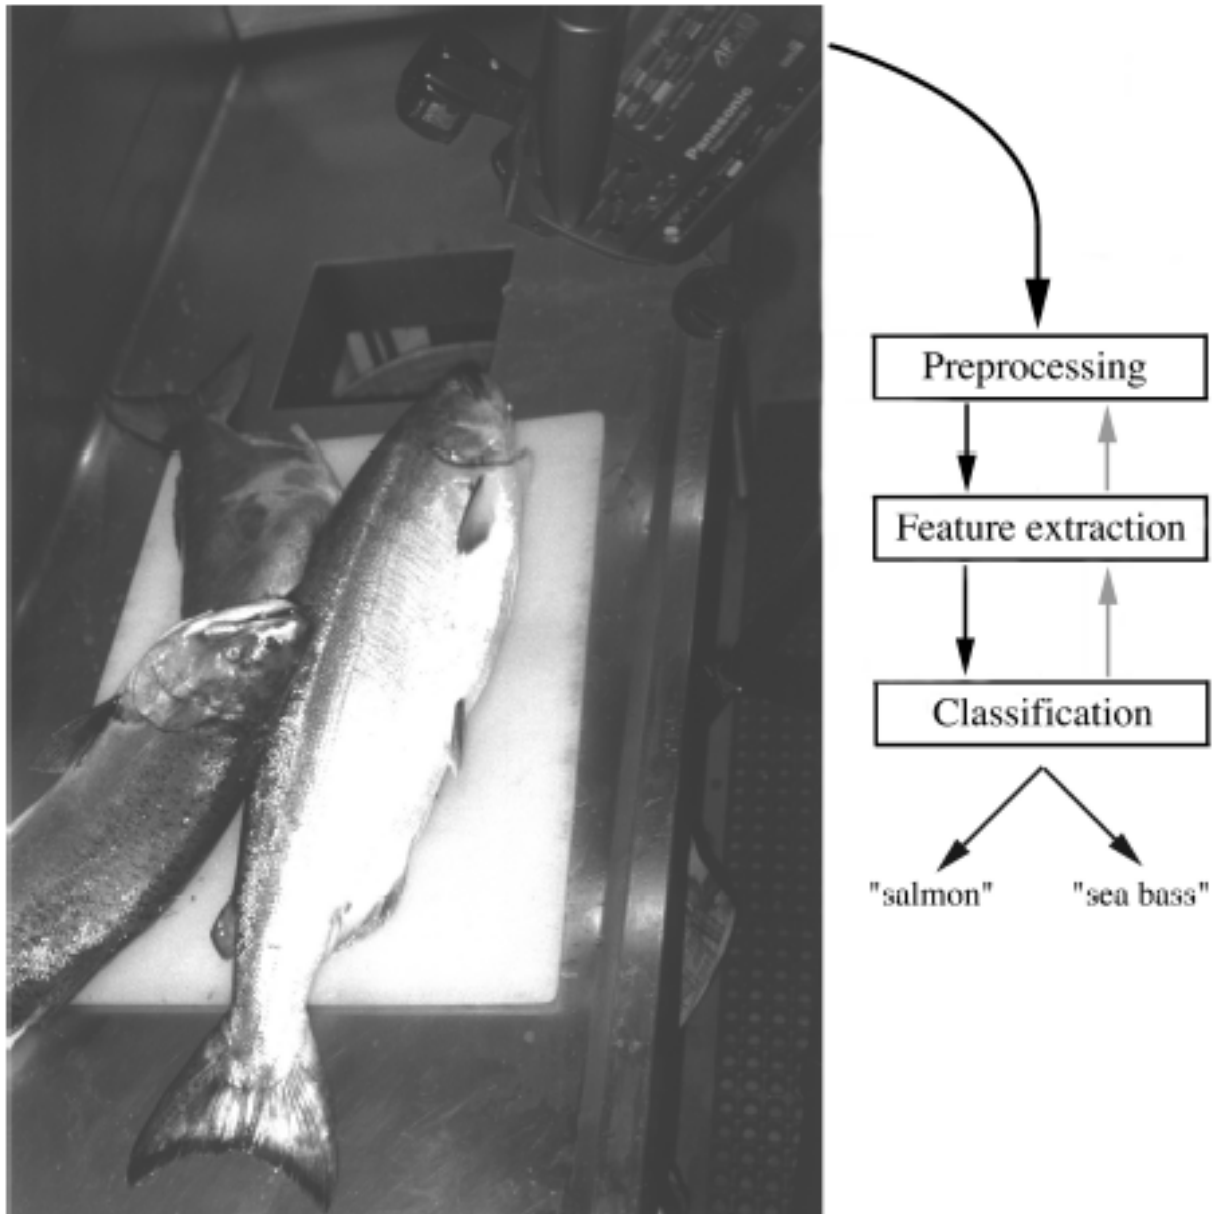 Panasonic
Preprocessing
Feature extraction
Classification
"salmon"
"sea bass"